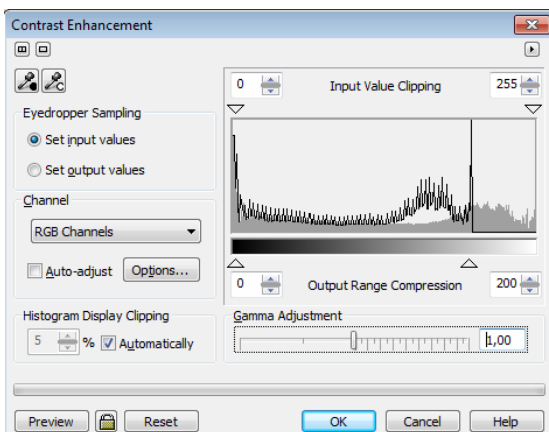 Contrast Enhancement
0 Input Value Clipping 255
Eyedropper Sampling
Set input values
Set output values
Channel
RGB Channels
Auto-adjust Options...
0 Output Range Compression 200
Histogram Display Clipping
5 % Automatically
Gamma Adjustment
1,00
Preview Reset OK Cancel Help